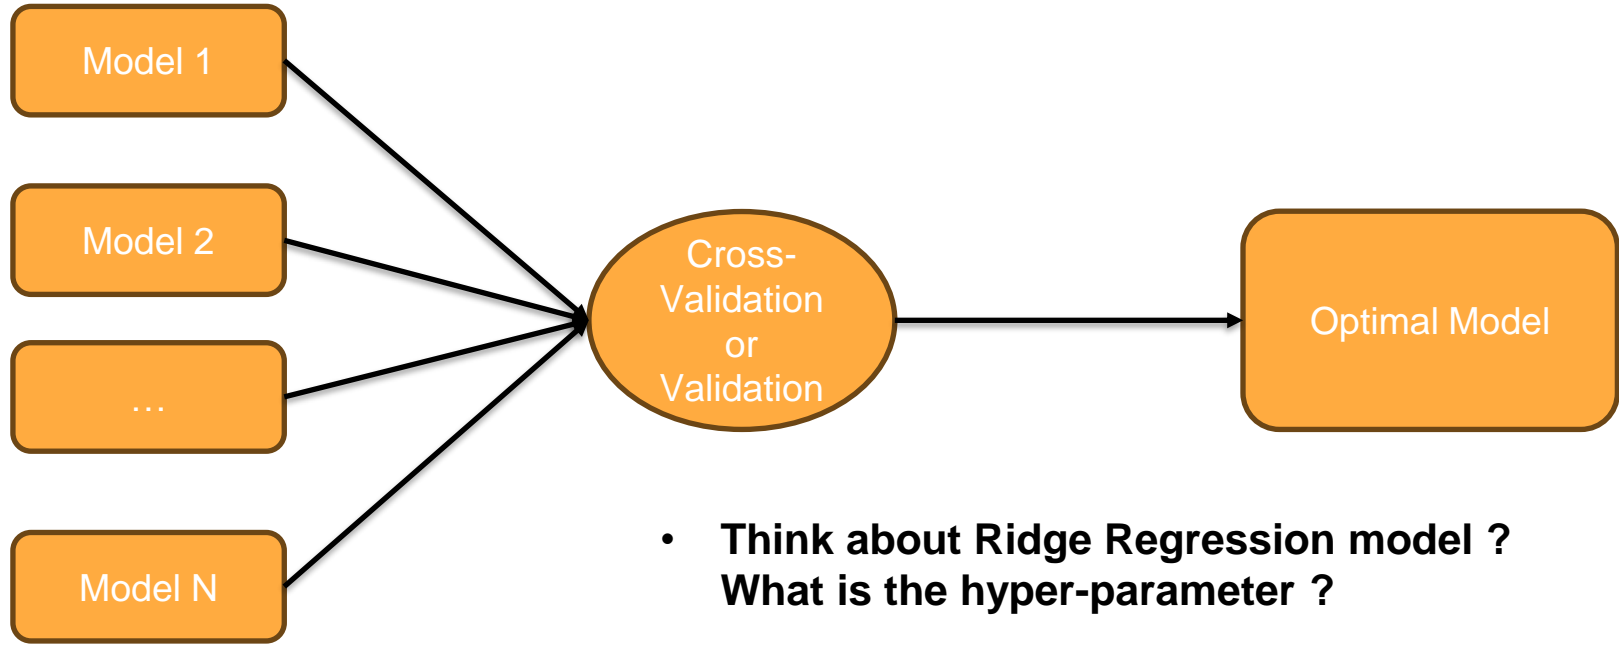 Model 1
Model 2
…
Model N
Cross-
Validation
or
Validation
Optimal Model
• Think about Ridge Regression model ?
What is the hyper-parameter ?